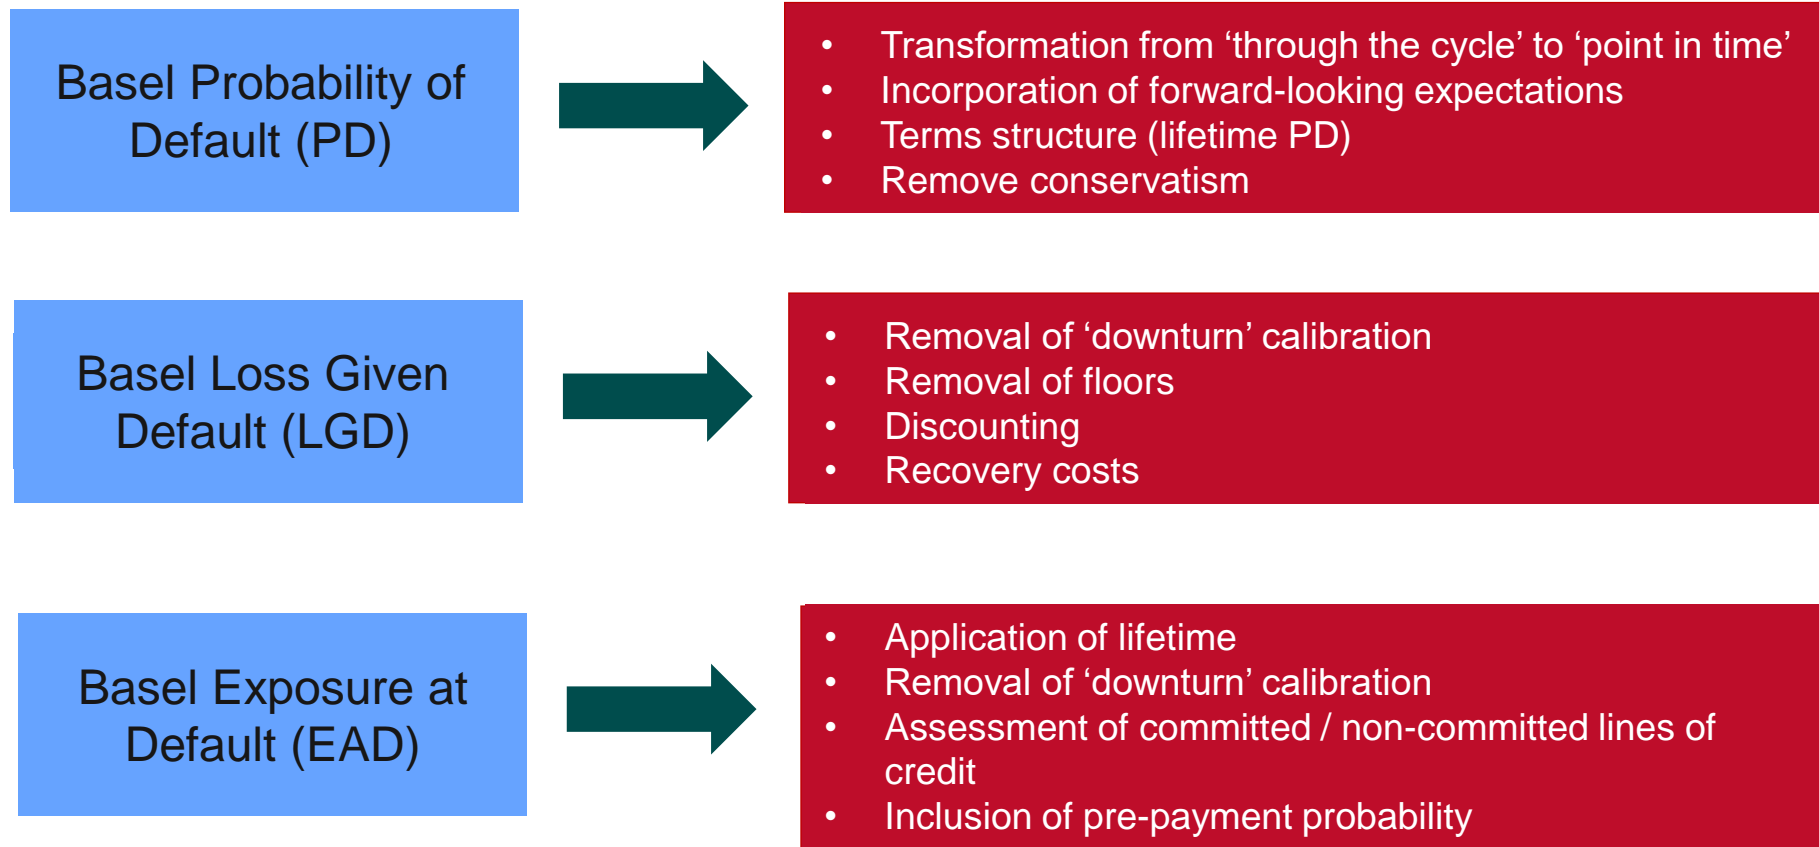 Basel Probability of
Default (PD)
• Transformation from ‘through the cycle’ to ‘point in time’
• Incorporation of forward-looking expectations
• Terms structure (lifetime PD)
• Remove conservatism
Basel Loss Given
Default (LGD)
• Removal of ‘downturn’ calibration
• Removal of floors
• Discounting
• Recovery costs
Basel Exposure at
Default (EAD)
• Application of lifetime
• Removal of ‘downturn’ calibration
• Assessment of committed / non-committed lines of
credit
• Inclusion of pre-payment probability